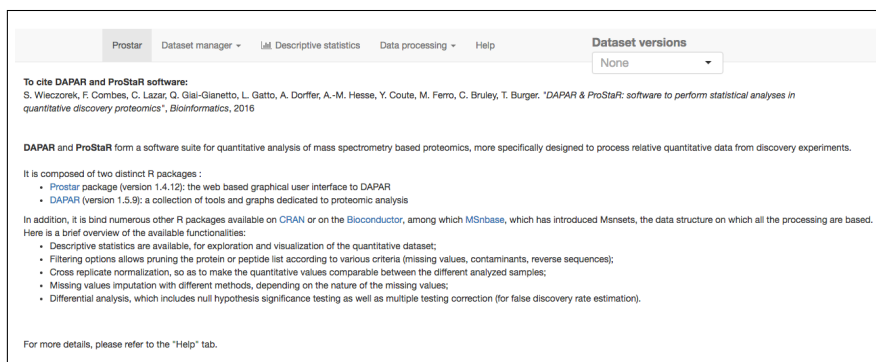 Prostar Dataset manager Descriptive statistics Data processing Help Dataset versions
None
To cite DAPAR and ProStaR software:
S. Wieczorek, F. Combes, C. Lazar, Q. Giai-Gianetto, L. Gatto, A. Dorffer, A.-M. Hesse, Y. Coute, M. Ferro, C. Bruley, T. Burger. "DAPAR & ProStaR: software to perform statistical analyses in
quantitative discovery proteomics", Bioinformatics, 2016
DAPAR and ProStaR form a software suite for quantitative analysis of mass spectrometry based proteomics, more specifically designed to process relative quantitative data from discovery experiments.
It is composed of two distinct R packages :
• Prostar package (version 1.4.12): the web based graphical user interface to DAPAR
• DAPAR (version 1.5.9): a collection of tools and graphs dedicated to proteomic analysis
In addition, it is bind numerous other R packages available on CRAN or on the Bioconductor, among which MSnbase, which has introduced Msnsets, the data structure on which all the processing are based.
Here is a brief overview of the available functionalities:
• Descriptive statistics are available, for exploration and visualization of the quantitative dataset;
• Filtering options allows pruning the protein or peptide list according to various criteria (missing values, contaminants, reverse sequences);
• Cross replicate normalization, so as to make the quantitative values comparable between the different analyzed samples;
• Missing values imputation with different methods, depending on the nature of the missing values;
• Differential analysis, which includes null hypothesis significance testing as well as multiple testing correction (for false discovery rate estimation).
For more details, please refer to the "Help" tab.